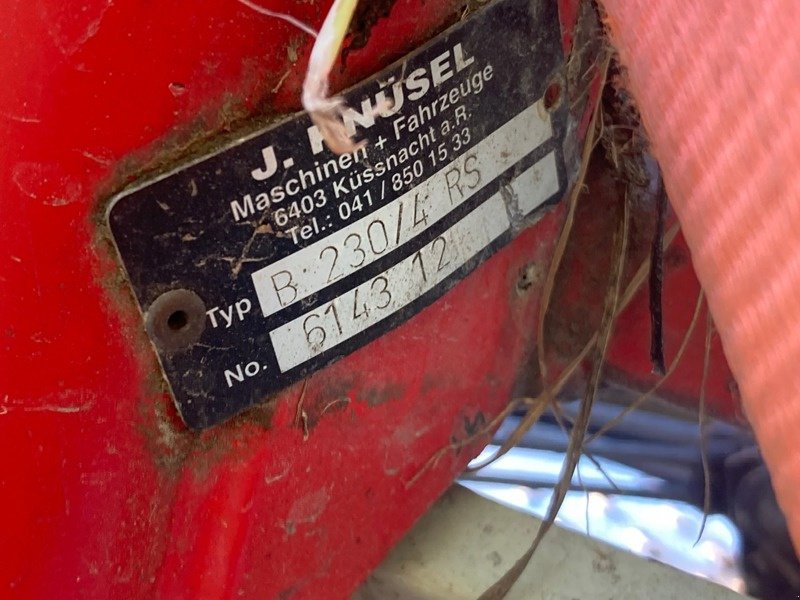 J. KNÜSEL
Maschinen + Fahrzeuge
6403 Küssnacht a.R.
Tel.: 041 / 850 15 33
Typ B 230/4 RS
No. 6143 12